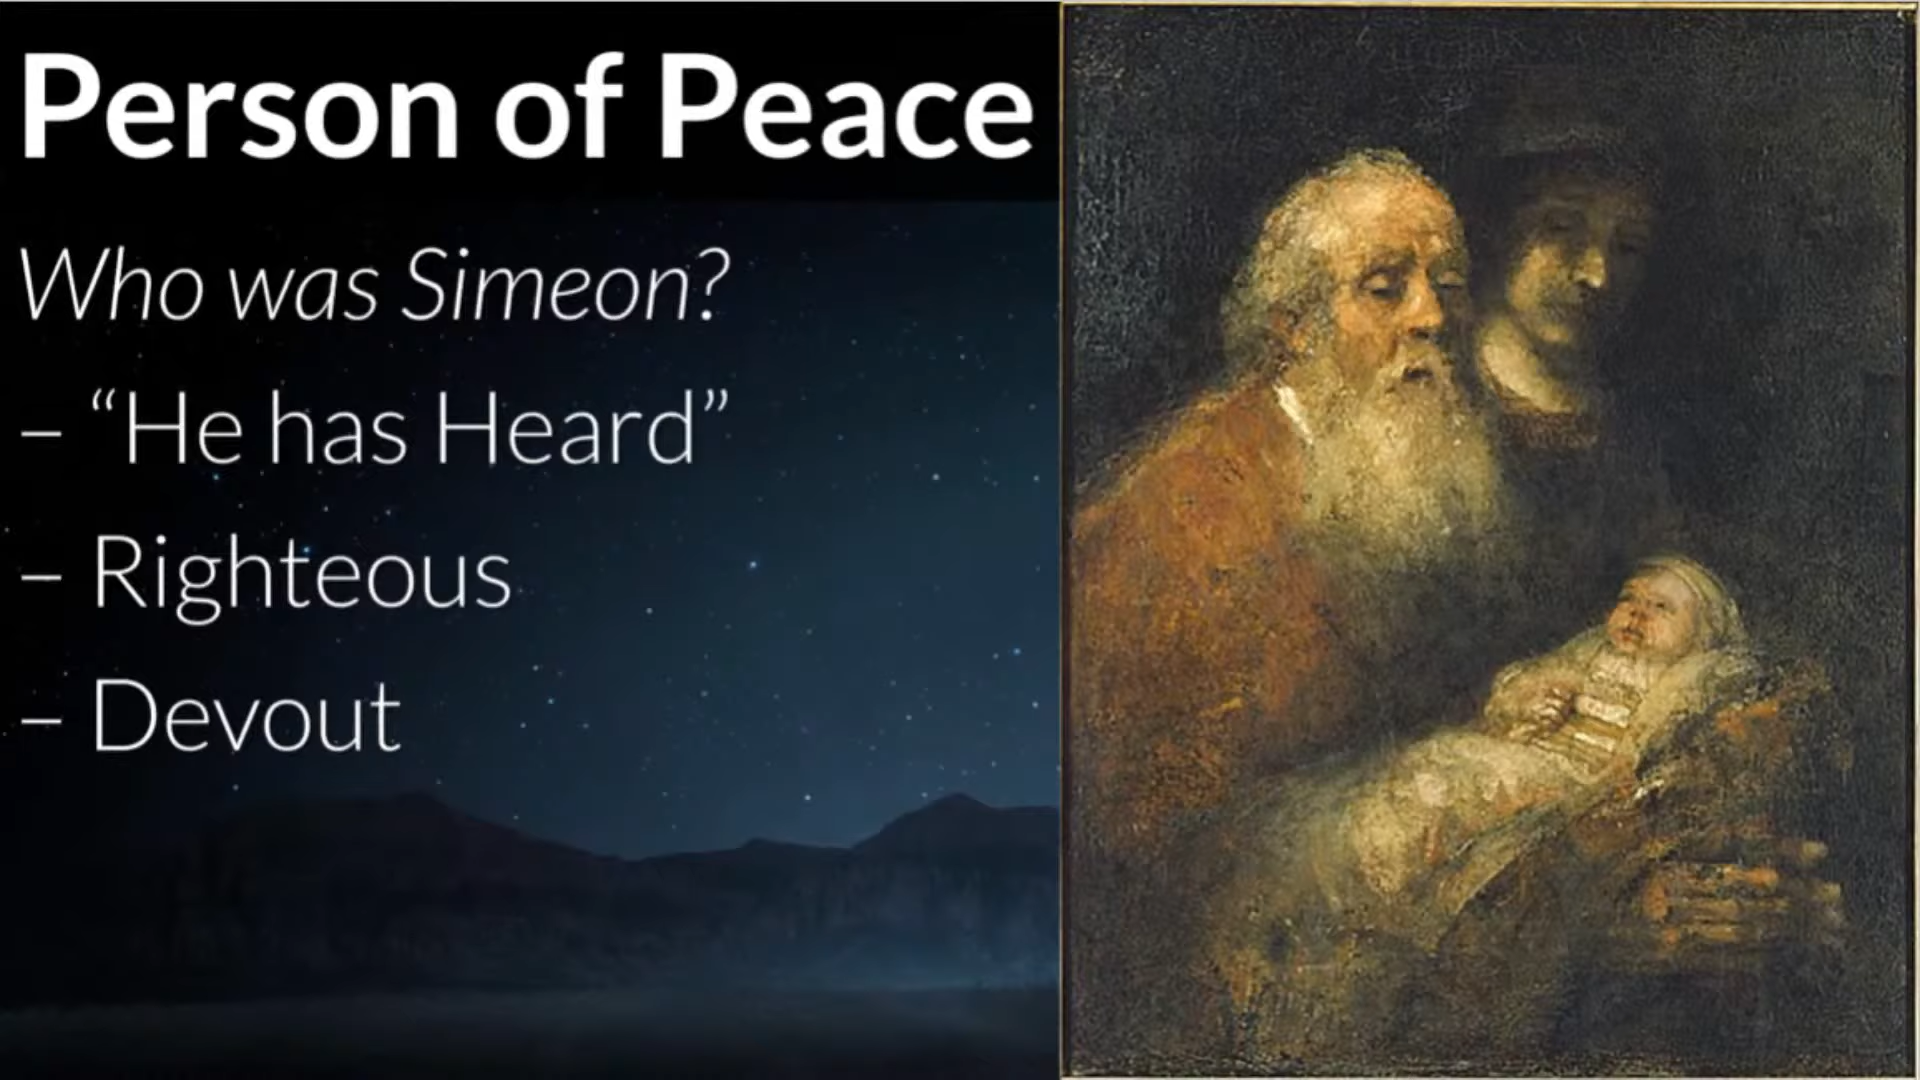 Person of Peace
Who was Simeon?
– “He has Heard”
– Righteous
– Devout